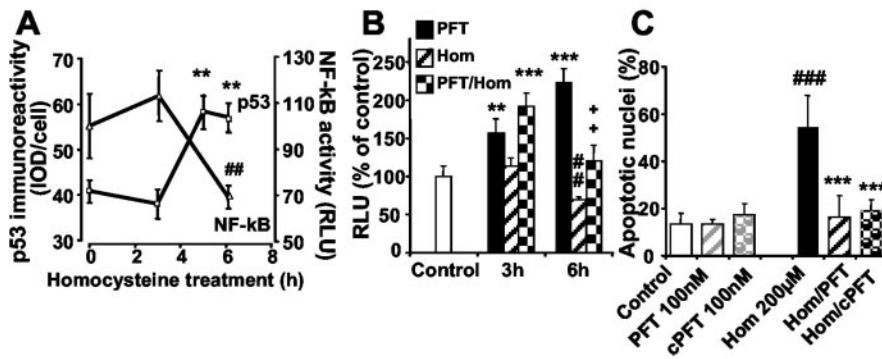 A
p53 immunoreactivity
(IOD/cell)
70
60
50
40
30
**
**
p53
##
NF-kB
130
110
90
70
50
NF-kB activity
(RLU)
0
2
4
6
8
Homocysteine treatment (h)
B
RLU (% of control)
250
200
150
100
50
0
PFT
Hom
PFT/Hom
**
***
***
##
++
Control
3h
6h
C
Apoptotic nuclei (%)
80
60
40
20
0
###
***
***
Control
PFT 100nM
cPFT 100nM
Hom 200µM
Hom/PFT
Hom/cPFT